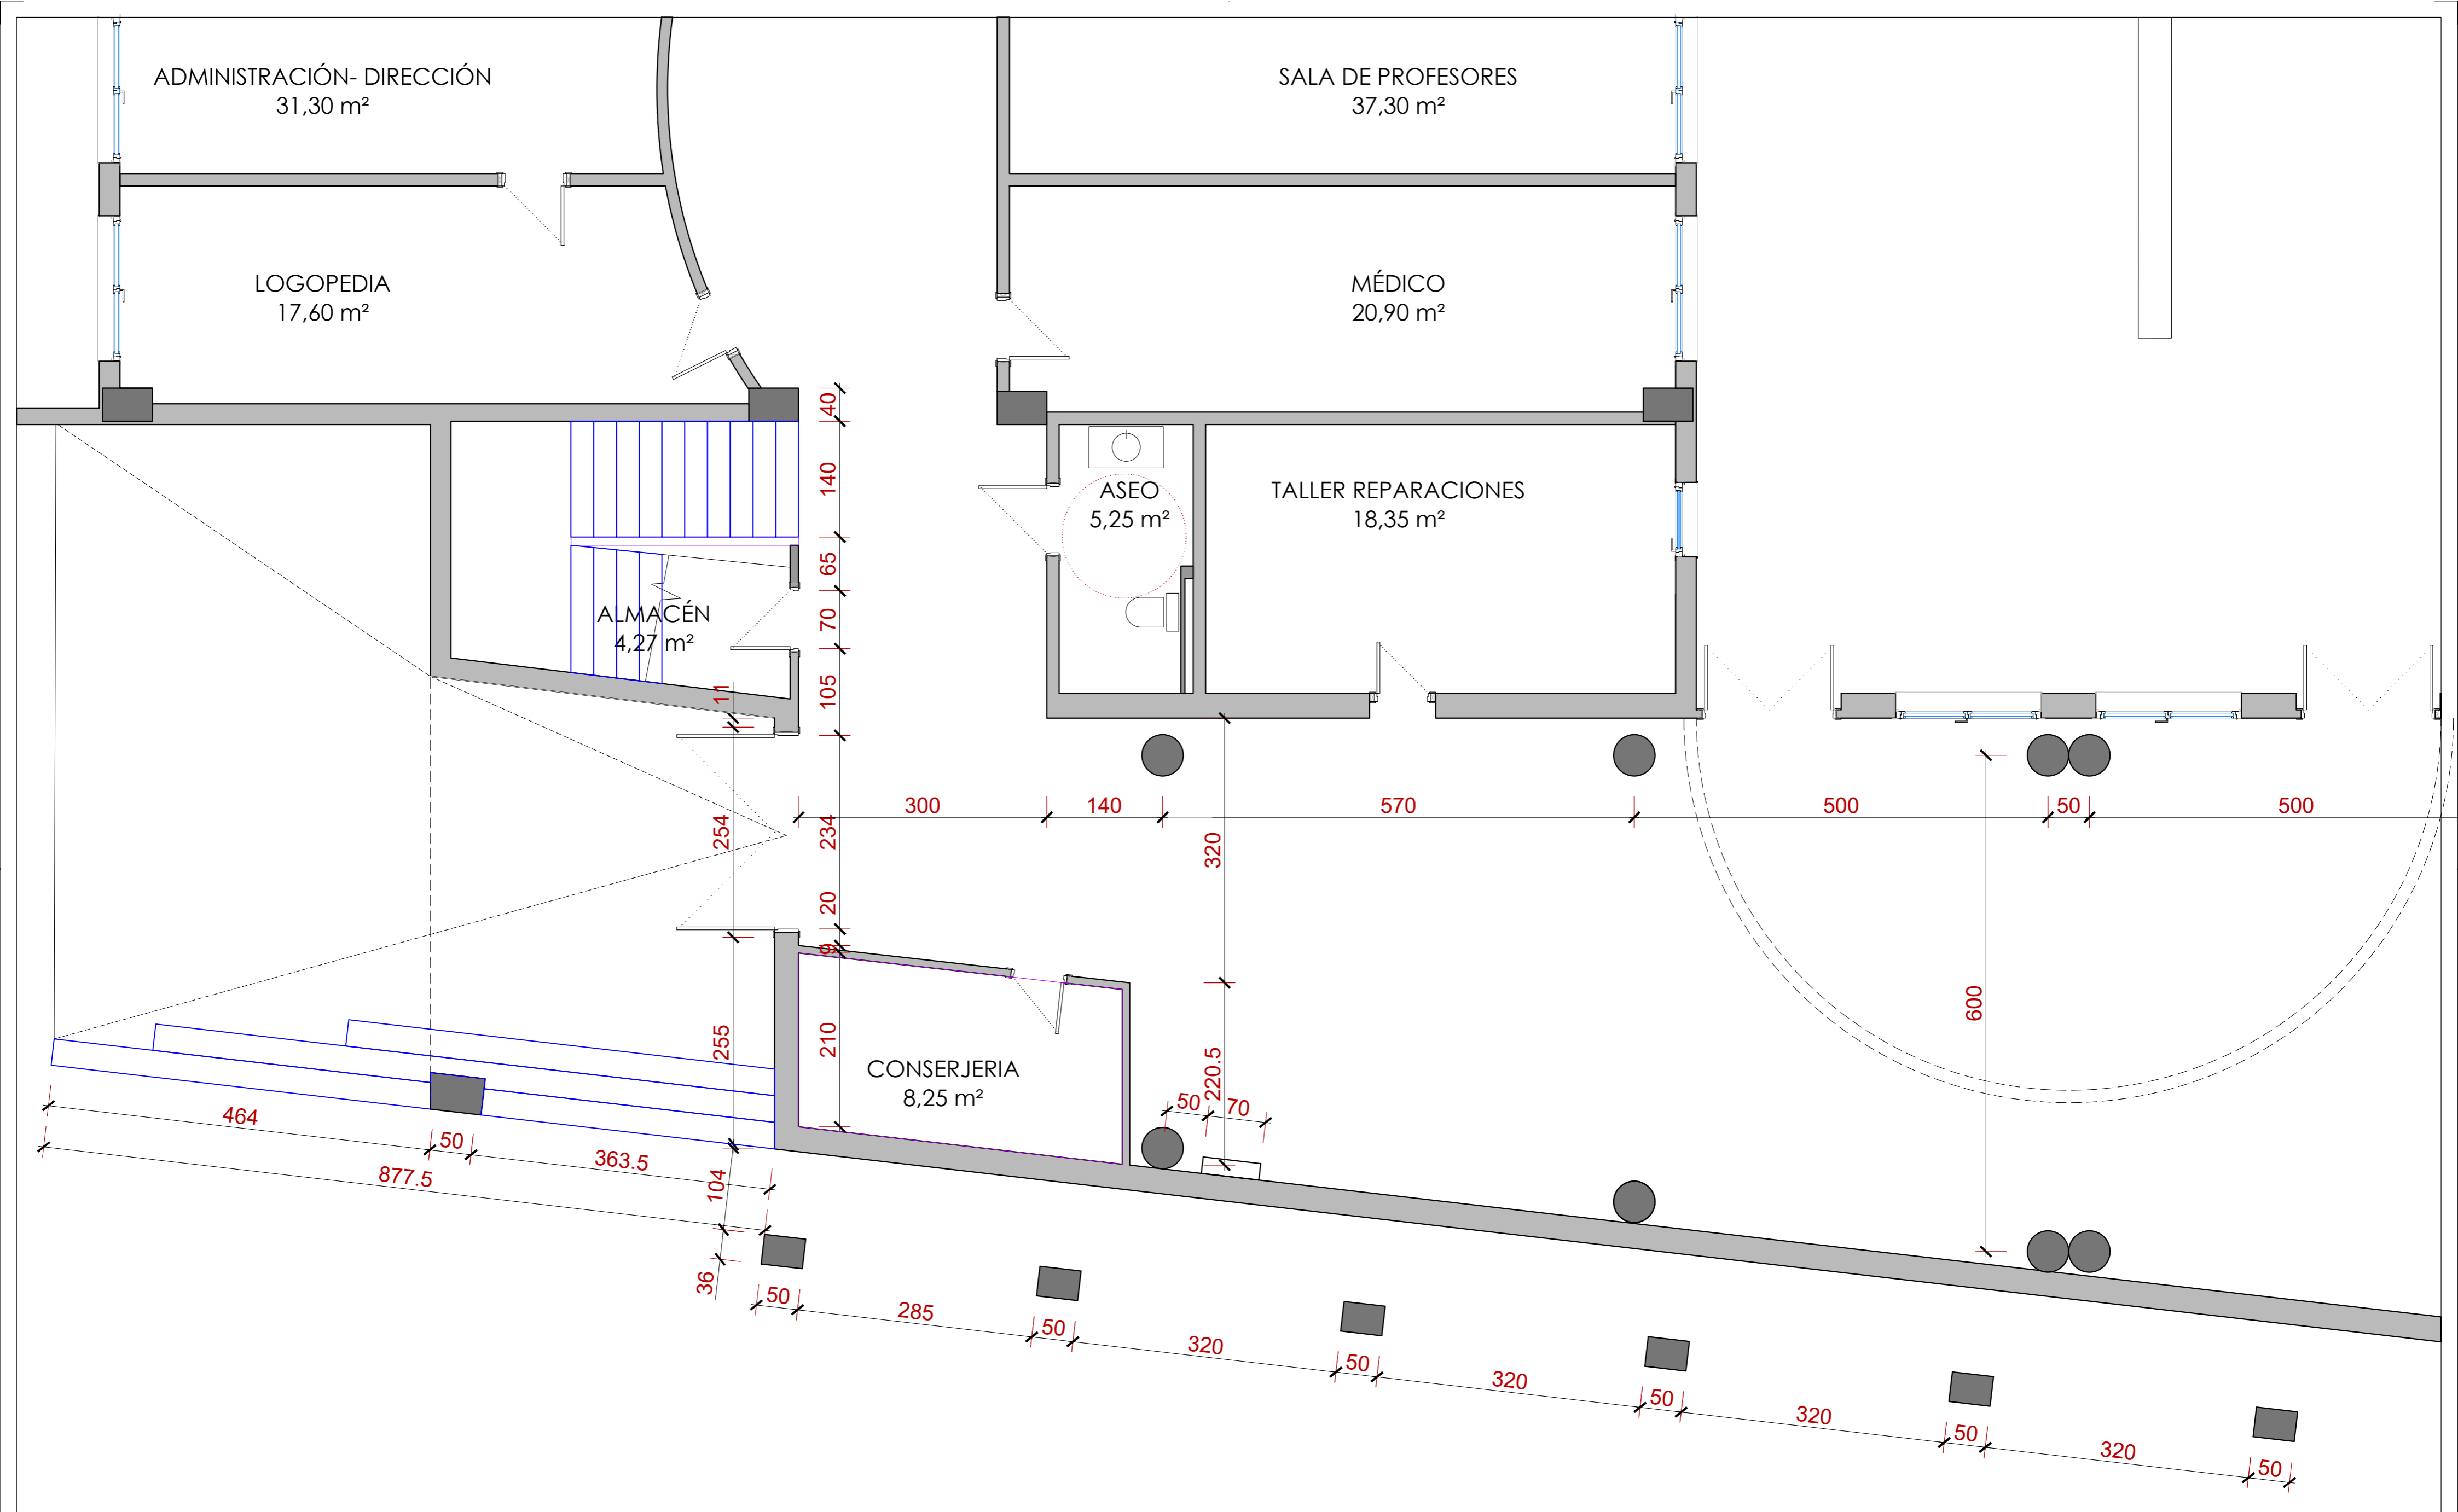 ADMINISTRACIÓN- DIRECCIÓN
31,30 m²
SALA DE PROFESORES
37,30 m²
LOGOPEDIA
17,60 m²
MÉDICO
20,90 m²
40
140
65
70
105
ASEO
5,25 m²
TALLER REPARACIONES
18,35 m²
ALMACÉN
4,27 m²
11
254
255
104
36
234
20
9
210
300
140
570
500
50
500
320
220.5
600
CONSERJERIA
8,25 m²
50
70
464
50
363.5
877.5
50
285
50
320
50
320
50
320
50
320
50